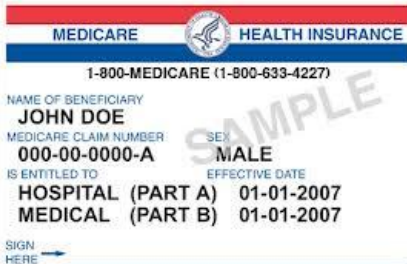 MEDICARE HEALTH INSURANCE
1-800-MEDICARE (1-800-633-4227)
NAME OF BENEFICIARY
JOHN DOE
MEDICARE CLAIM NUMBER SEX
000-00-0000-A MALE
IS ENTITLED TO EFFECTIVE DATE
HOSPITAL (PART A) 01-01-2007
MEDICAL (PART B) 01-01-2007
SIGN
HERE
SAMPLE